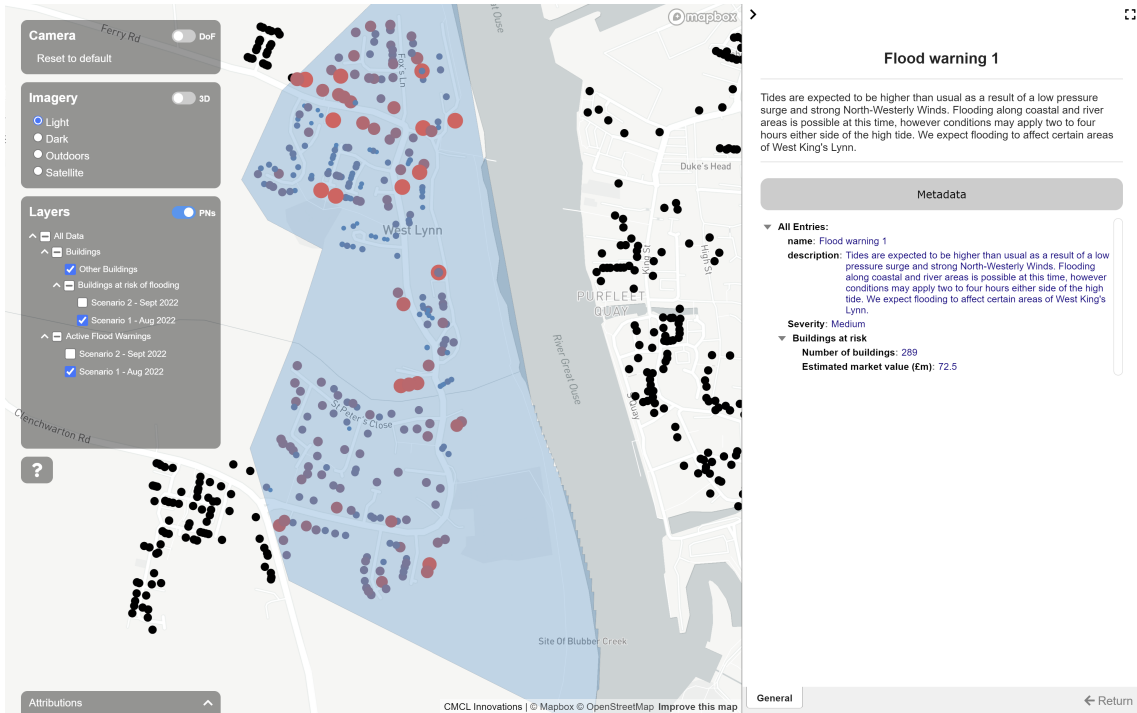 Camera
DoF
Reset to default
Imagery
3D
Light
Dark
Outdoors
Satellite
Layers
PNs
All Data
Buildings
Other Buildings
Buildings at risk of flooding
Scenario 2 - Sept 2022
Scenario 1 - Aug 2022
Active Flood Warnings
Scenario 2 - Sept 2022
Scenario 1 - Aug 2022
?
Attributions
Ferry Rd
Fox's Ln
West Lynn
St Peter's Close
Clenchwarton Rd
River Great Ouse
at Ouse
Duke's Head
King St
High St
PURFLEET
QUAY
S Quay
Site Of Blubber Creek
mapbox
CMCL Innovations | © Mapbox © OpenStreetMap Improve this map
Flood warning 1
Tides are expected to be higher than usual as a result of a low pressure
surge and strong North-Westerly Winds. Flooding along coastal and river
areas is possible at this time, however conditions may apply two to four
hours either side of the high tide. We expect flooding to affect certain areas
of West King's Lynn.
Metadata
All Entries:
name: Flood warning 1
description: Tides are expected to be higher than usual as a result of a low
pressure surge and strong North-Westerly Winds. Flooding
along coastal and river areas is possible at this time, however
conditions may apply two to four hours either side of the high
tide. We expect flooding to affect certain areas of West King's
Lynn.
Severity: Medium
Buildings at risk
Number of buildings: 289
Estimated market value (£m): 72.5
General
Return